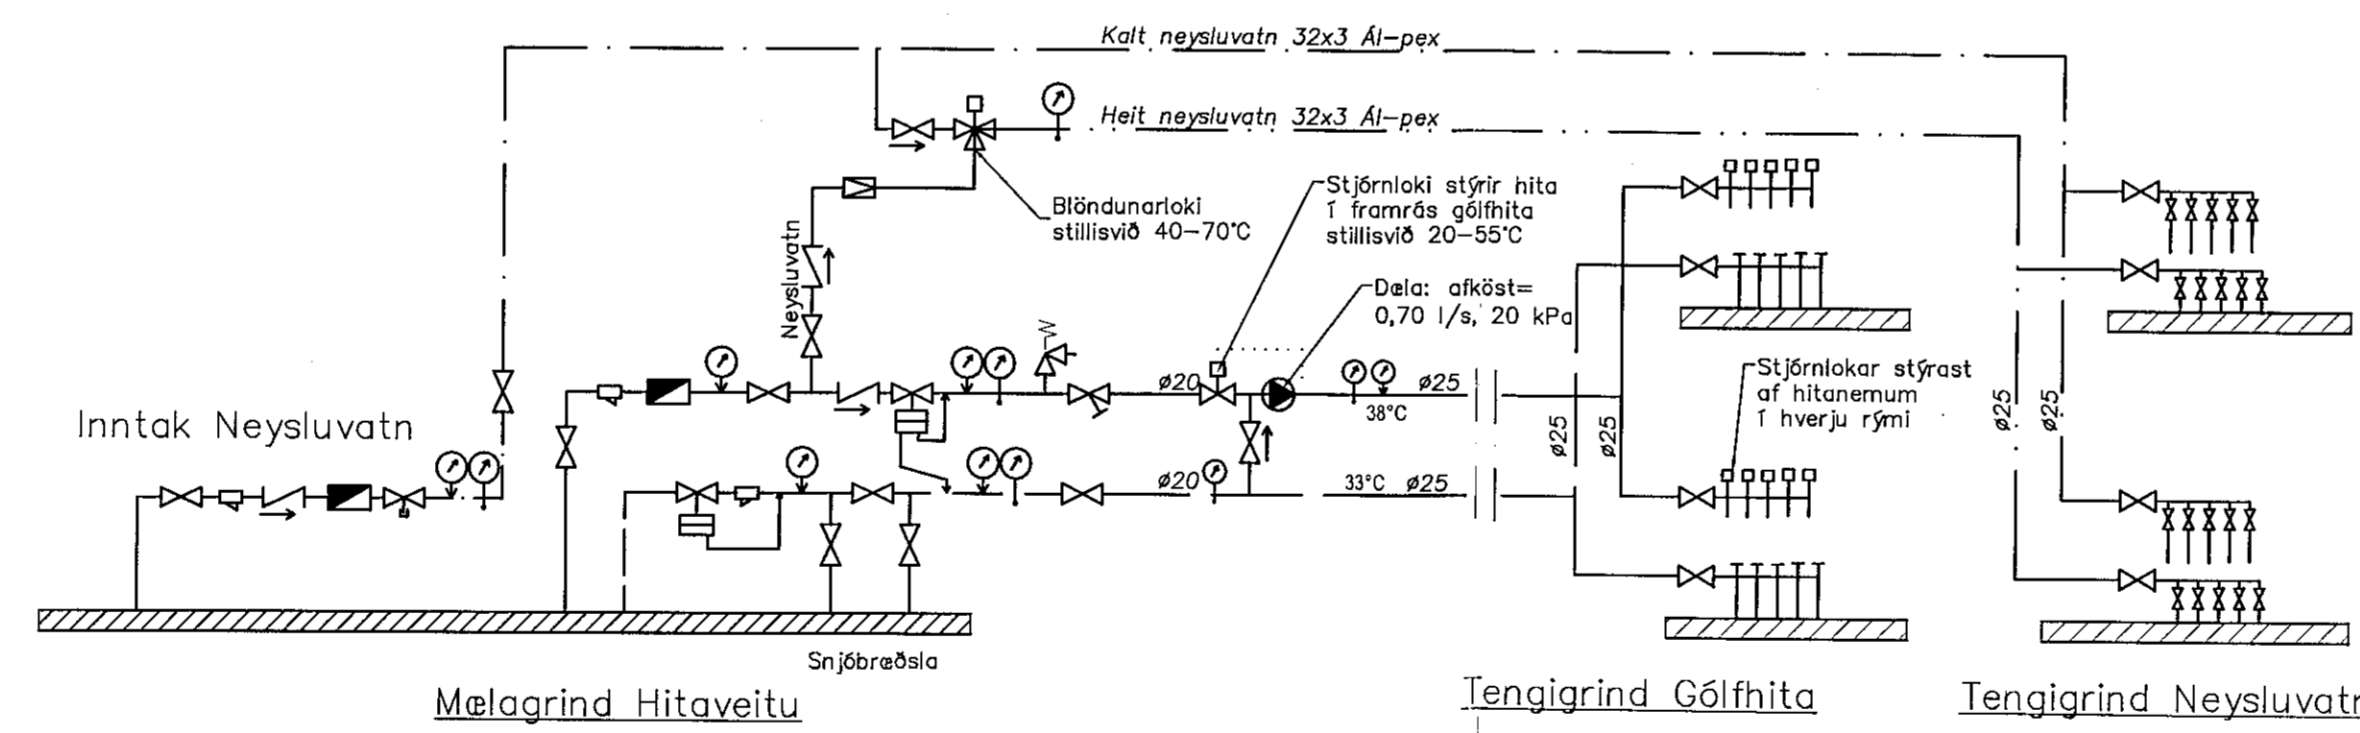 Kalt neysluvatn 32x3 Ál-pex
Heit neysluvatn 32x3 Ál-pex
Blöndunarloki
stillisvið 40-70°C
Stjórnloki stýrir hita
í framrás gólfhita
stillisvið 20-55°C
Neysluvatn
Dæla: afköst=
0,70 l/s, 20 kPa
Stjórnlokar stýrast
af hitanemum
í hverju rými
Inntak Neysluvatn
ø20
38°C
ø25
ø20
33°C ø25
ø25
ø25
ø25
ø25
Snjóbræðsla
Mælagrind Hitaveitu
Tengigrind Gólfhita
Tengigrind Neysluvatn